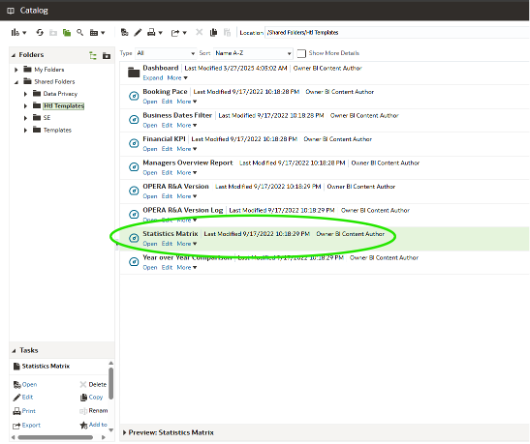 Catalog
Location /Shared Folders/Htl Templates
Folders
Type All Sort Name A-Z Show More Details
My Folders
Shared Folders
Data Privacy
Htl Templates
SE
Templates
Dashboard | Last Modified 3/27/2025 4:08:02 AM | Owner BI Content Author
Expand More
Booking Pace | Last Modified 9/17/2022 10:18:28 PM | Owner BI Content Author
Open Edit More
Business Dates Filter | Last Modified 9/17/2022 10:18:28 PM | Owner BI Content Author
Open Edit More
Financial KPI | Last Modified 9/17/2022 10:18:28 PM | Owner BI Content Author
Open Edit More
Managers Overview Report | Last Modified 9/17/2022 10:18:28 PM | Owner BI Content Author
Open Edit More
OPERA R&A Version | Last Modified 9/17/2022 10:18:29 PM | Owner BI Content Author
Open Edit More
OPERA R&A Version Log | Last Modified 9/17/2022 10:18:29 PM | Owner BI Content Author
Open Edit More
Statistics Matrix | Last Modified 9/17/2022 10:18:29 PM Owner BI Content Author
Open Edit More
Year over Year Comparison | Last Modified 9/17/2022 10:18:29 PM | Owner BI Content Author
Open Edit More
Tasks
Statistics Matrix
Open Delete
Edit Copy
Print Renam
Export Add to
Preview: Statistics Matrix